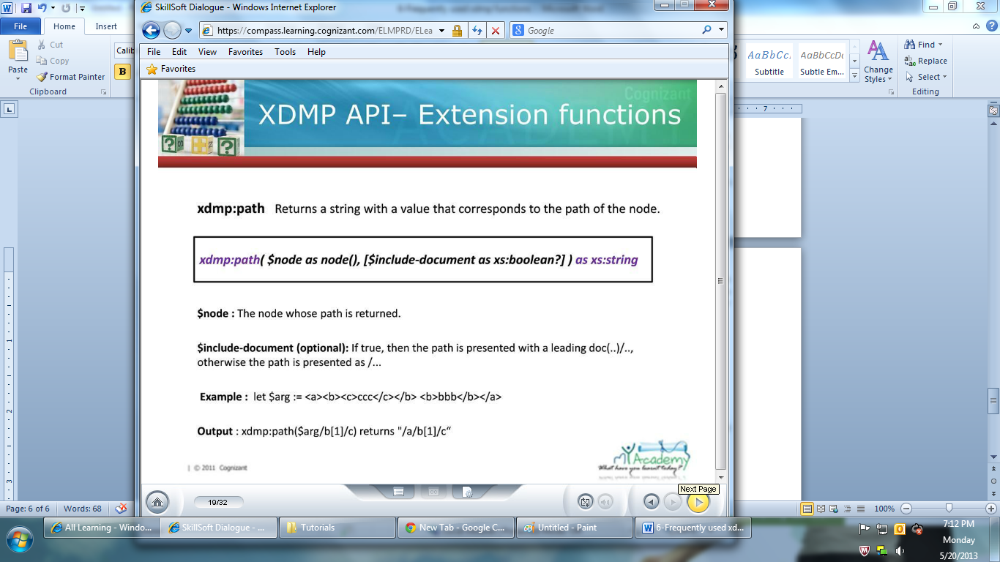 SkillSoft Dialogue - Windows Internet Explorer
File Home Insert
Cut
Copy
Paste
Format Painter
Clipboard
Calib
B
https://compass.learning.cognizant.com/ELMPRD/ELea
Google
File Edit View Favorites Tools Help
Favorites
AaBbCc. AaBbCcDc
Subtitle Subtle Em...
Change
Styles
Find
Replace
Select
Editing
7
Cognizant
ACADEMY
XDMP API– Extension functions
xdmp:path Returns a string with a value that corresponds to the path of the node.
xdmp:path( $node as node(), [$include-document as xs:boolean?] ) as xs:string
$node : The node whose path is returned.
$include-document (optional): If true, then the path is presented with a leading doc(..)/..,
otherwise the path is presented as /...
Example : let $arg := <a><b><c>ccc</c></b> <b>bbb</b></a>
Output : xdmp:path($arg/b[1]/c) returns "/a/b[1]/c“
| © 2011 Cognizant
my Academy
What have you learnt today?
Next Page
19/32
1
2
3
Page: 6 of 6 Words: 68
100%
All Learning - Windo...
SkillSoft Dialogue - ...
Tutorials
New Tab - Google C...
Untitled - Paint
6-Frequently used xd...
7:12 PM
Monday
5/20/2013